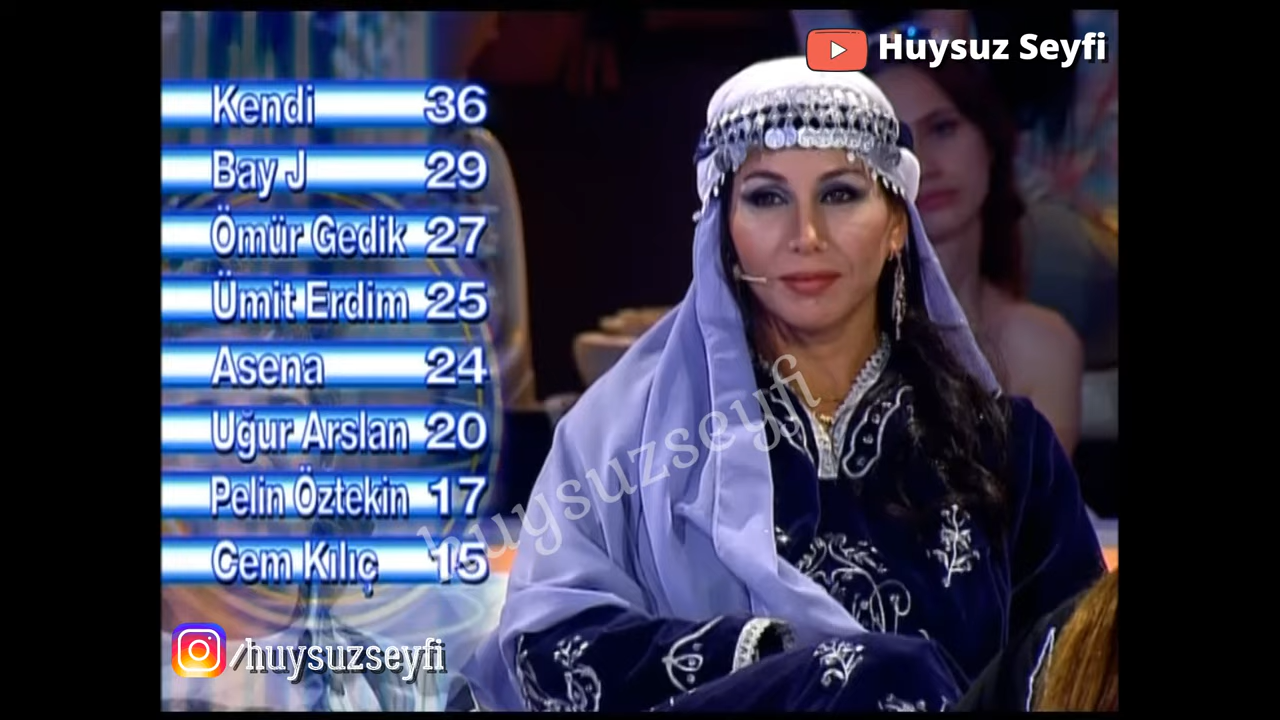 Huysuz Seyfi
Kendi 36
Bay J 29
Ömür Gedik 27
Ümit Erdim 25
Asena 24
Uğur Arslan 20
Pelin Öztekin 17
Cem Kılıç 15
huysuzseyfi
/huysuzseyfi